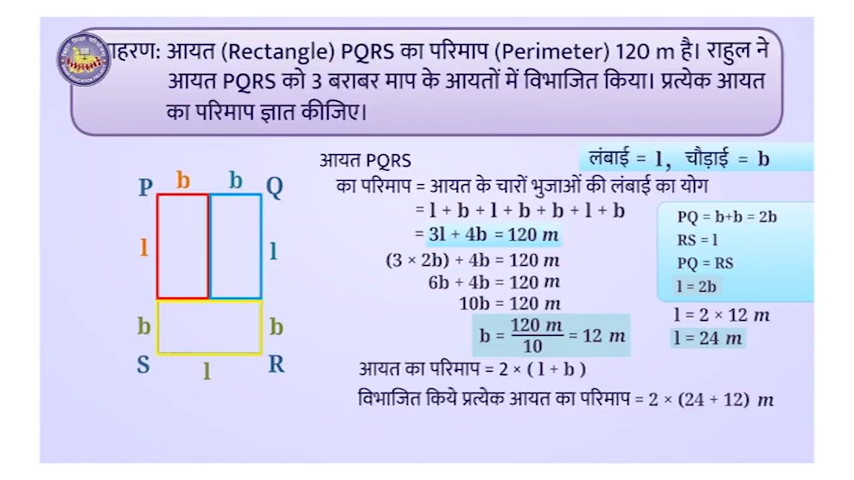 ाहरण: आयत (Rectangle) PQRS का परिमाप (Perimeter) 120 m है। राहुल ने
आयत PQRS को 3 बराबर माप के आयतों में विभाजित किया। प्रत्येक आयत
का परिमाप ज्ञात कीजिए।
आयत PQRS
लंबाई = l, चौड़ाई = b
का परिमाप = आयत के चारों भुजाओं की लंबाई का योग
= l + b + l + b + b + l + b
= 3l + 4b = 120 m
(3 × 2b) + 4b = 120 m
6b + 4b = 120 m
10b = 120 m
b = 120 m / 10 = 12 m
PQ = b+b = 2b
RS = l
PQ = RS
l = 2b
l = 2 × 12 m
l = 24 m
आयत का परिमाप = 2 × ( l + b )
विभाजित किये प्रत्येक आयत का परिमाप = 2 × (24 + 12) m
P b b Q
l l
b b
S l R